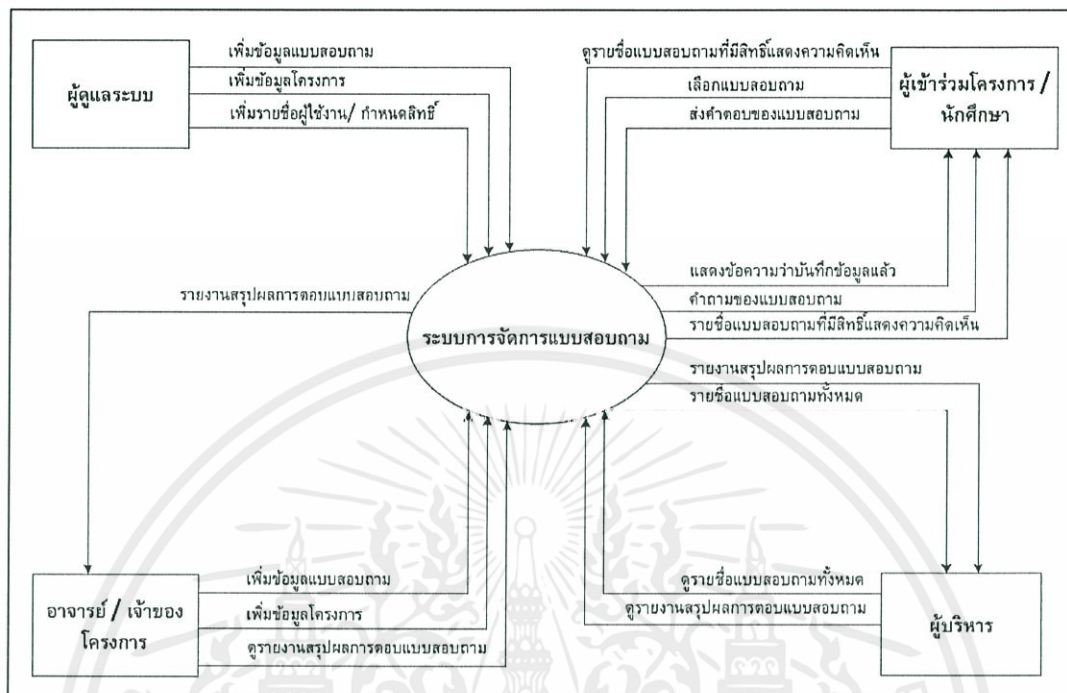 ผู้ดูแลระบบ
เพิ่มข้อมูลแบบสอบถาม
เพิ่มข้อมูลโครงการ
เพิ่มรายชื่อผู้ใช้งาน/ กำหนดสิทธิ์
ดูรายชื่อแบบสอบถามที่มีสิทธิ์แสดงความคิดเห็น
เลือกแบบสอบถาม
ส่งคำตอบของแบบสอบถาม
ผู้เข้าร่วมโครงการ /
นักศึกษา
รายงานสรุปผลการตอบแบบสอบถาม
ระบบการจัดการแบบสอบถาม
แสดงข้อความว่าบันทึกข้อมูลแล้ว
คำถามของแบบสอบถาม
รายชื่อแบบสอบถามที่มีสิทธิ์แสดงความคิดเห็น
รายงานสรุปผลการตอบแบบสอบถาม
รายชื่อแบบสอบถามทั้งหมด
อาจารย์ / เจ้าของ
โครงการ
เพิ่มข้อมูลแบบสอบถาม
เพิ่มข้อมูลโครงการ
ดูรายงานสรุปผลการตอบแบบสอบถาม
ดูรายชื่อแบบสอบถามทั้งหมด
ดูรายงานสรุปผลการตอบแบบสอบถาม
ผู้บริหาร